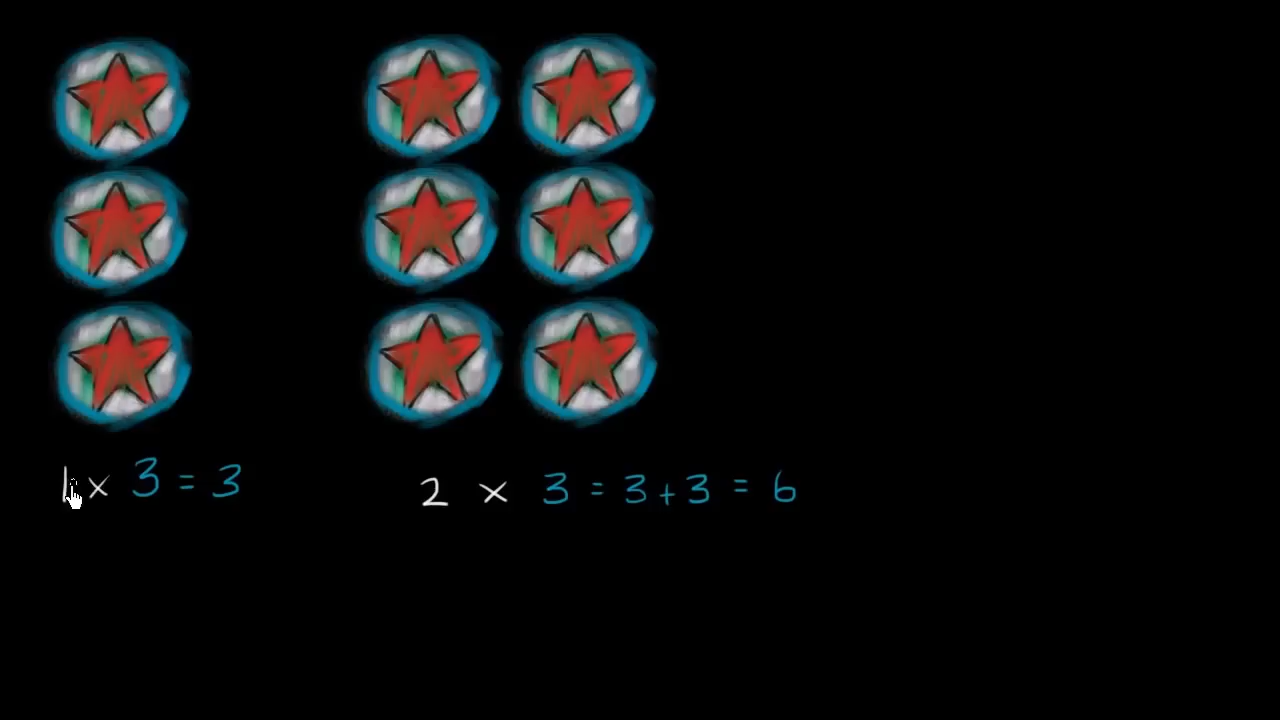 1 x 3 = 3
2 x 3 = 3 + 3 = 6